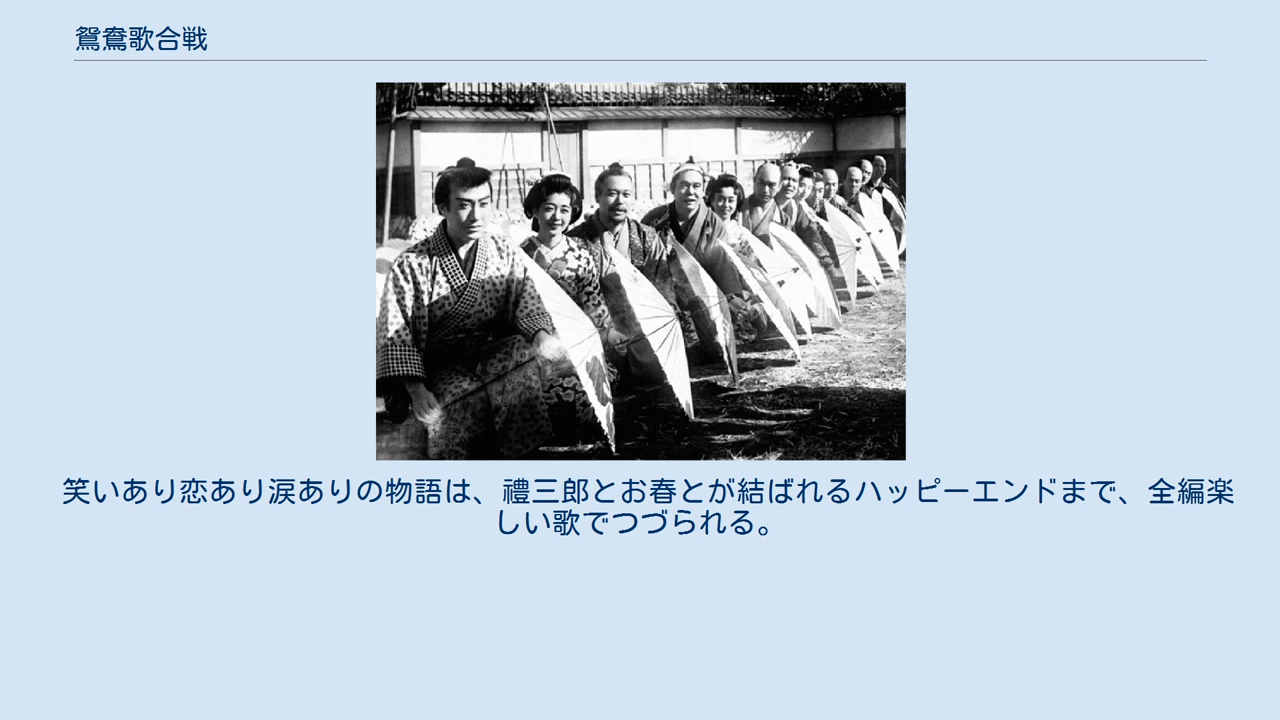 鴛鴦歌合戦
笑いあり恋あり涙ありの物語は、禮三郎とお春とが結ばれるハッピーエンドまで、全編楽
しい歌でつづられる。